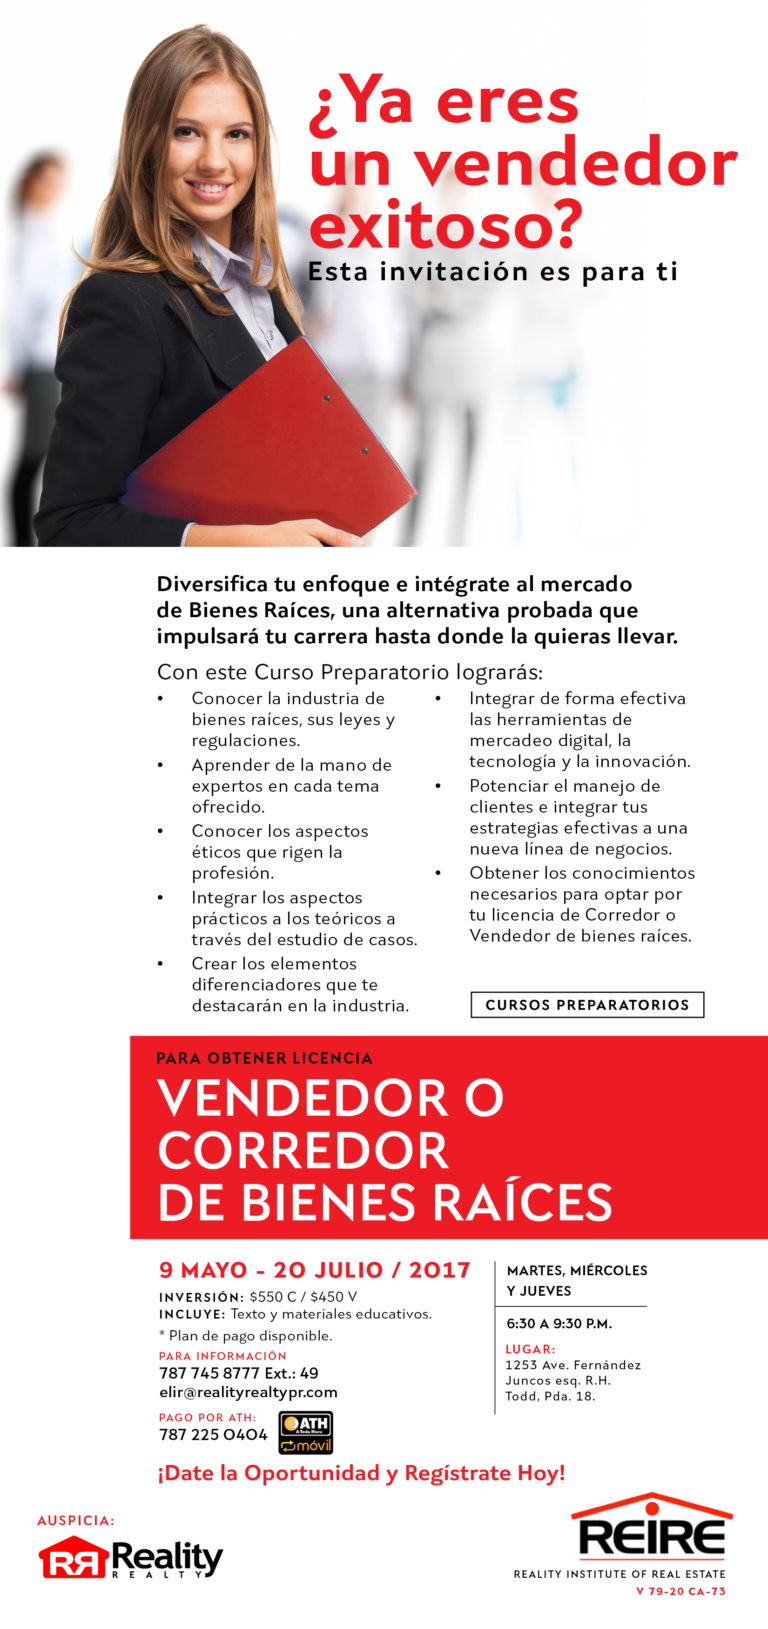 ¿Ya eres
un vendedor
exitoso?
Esta invitación es para ti
Diversifica tu enfoque e intégrate al mercado
de Bienes Raíces, una alternativa probada que
impulsará tu carrera hasta donde la quieras llevar.
Con este Curso Preparatorio lograrás:
• Conocer la industria de
bienes raíces, sus leyes y
regulaciones.
• Aprender de la mano de
expertos en cada tema
ofrecido.
• Conocer los aspectos
éticos que rigen la
profesión.
• Integrar los aspectos
prácticos a los teóricos a
través del estudio de casos.
• Crear los elementos
diferenciadores que te
destacarán en la industria.
• Integrar de forma efectiva
las herramientas de
mercadeo digital, la
tecnología y la innovación.
• Potenciar el manejo de
clientes e integrar tus
estrategias efectivas a una
nueva línea de negocios.
• Obtener los conocimientos
necesarios para optar por
tu licencia de Corredor o
Vendedor de bienes raíces.
CURSOS PREPARATORIOS
PARA OBTENER LICENCIA
VENDEDOR O
CORREDOR
DE BIENES RAÍCES
9 MAYO - 20 JULIO / 2017
INVERSIÓN: $550 C / $450 V
INCLUYE: Texto y materiales educativos.
* Plan de pago disponible.
PARA INFORMACIÓN
787 745 8777 Ext.: 49
elir@realityrealtypr.com
PAGO POR ATH:
787 225 0404
ATH
A Toda Hora
móvil
MARTES, MIÉRCOLES
Y JUEVES
6:30 A 9:30 P.M.
LUGAR:
1253 Ave. Fernández
Juncos esq. R.H.
Todd, Pda. 18.
¡Date la Oportunidad y Regístrate Hoy!
AUSPICIA:
RR Reality
REALTY
REIRE
REALITY INSTITUTE OF REAL ESTATE
V 79-20 CA-73